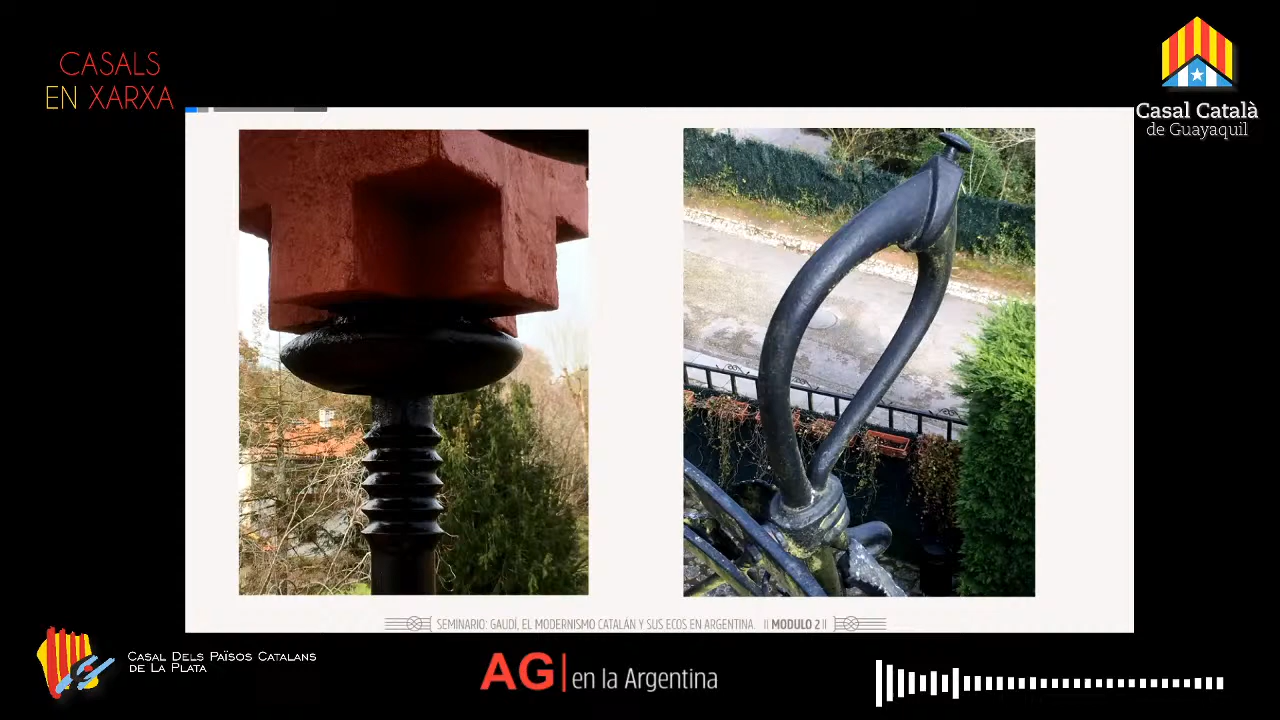 CASALS
EN XARXA
Casal Català
de Guayaquil
SEMINARIO: GAUDÍ, EL MODERNISMO CATALÁN Y SUS ECOS EN ARGENTINA. || MODULO 2 ||
CASAL DELS PAÏSOS CATALANS
DE LA PLATA
AG | en la Argentina